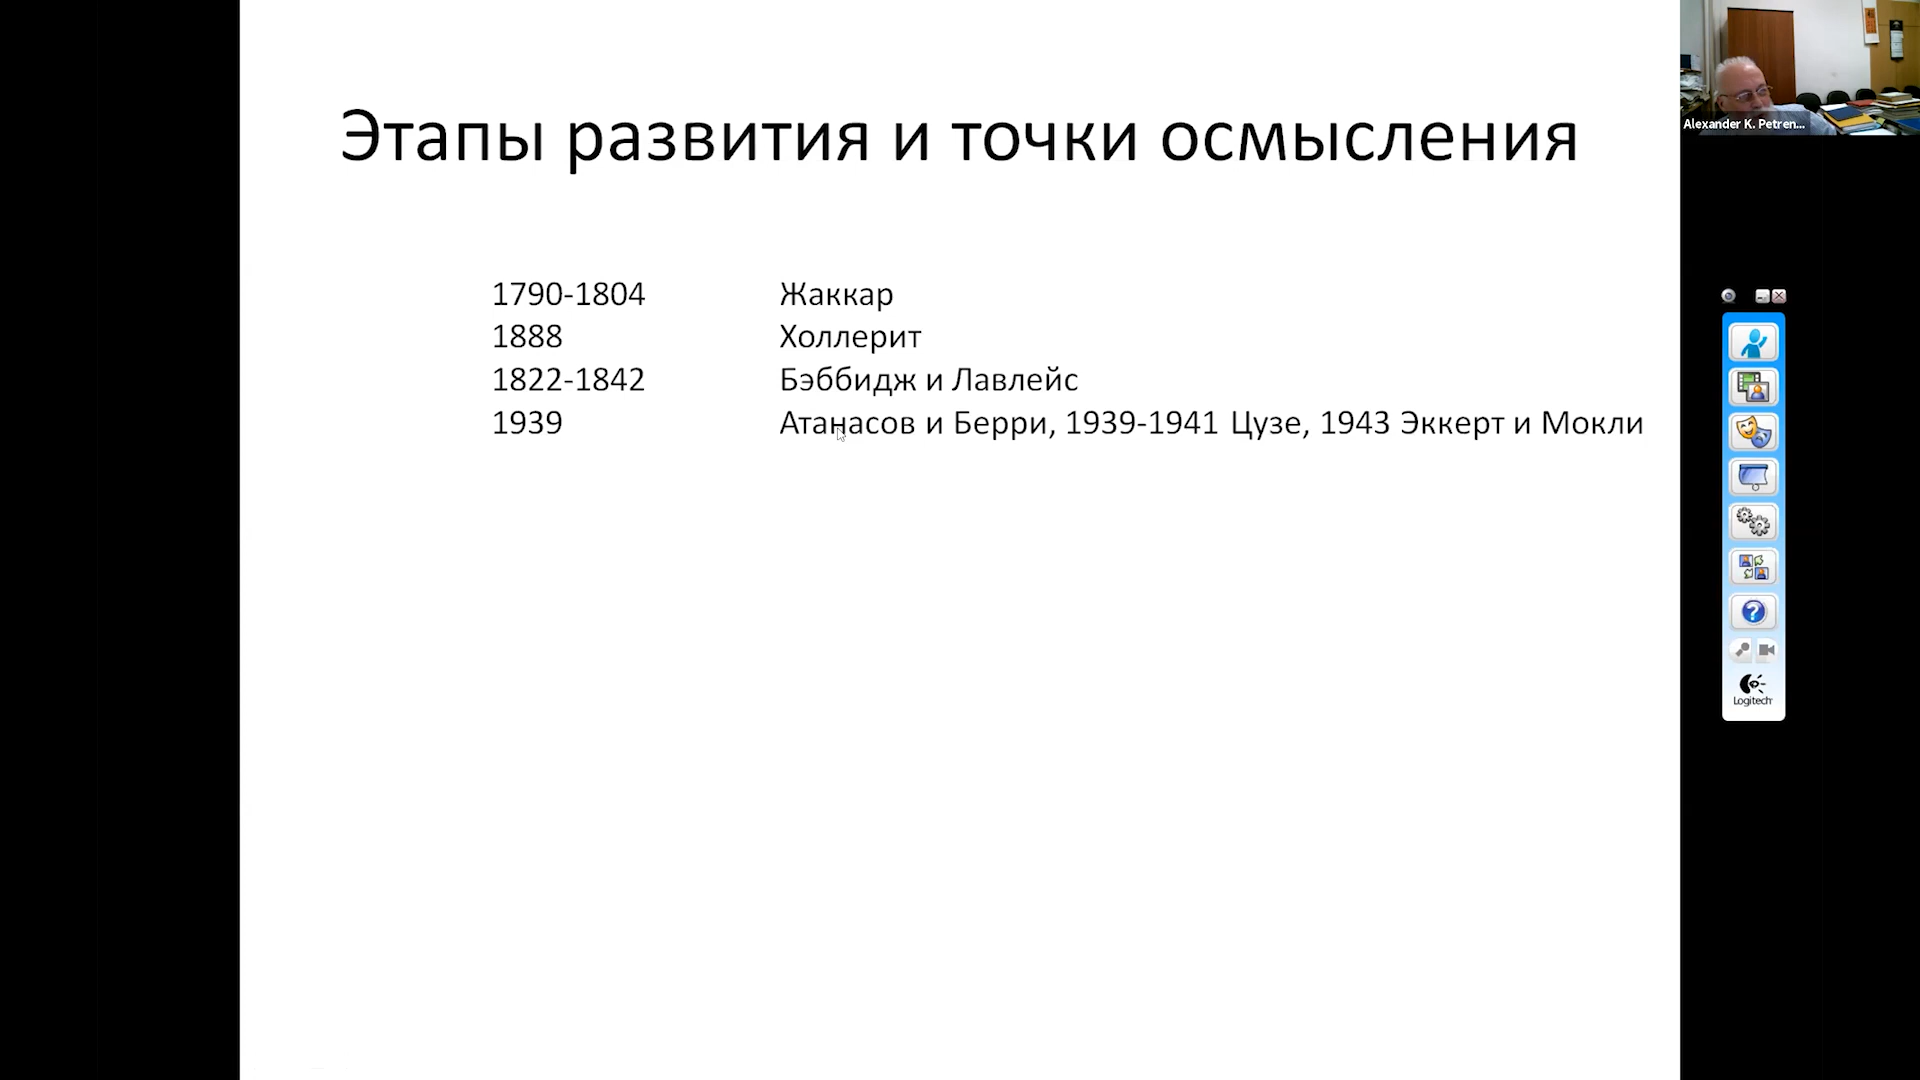 Этапы развития и точки осмысления
1790-1804 Жаккар
1888 Холлерит
1822-1842 Бэббидж и Лавлейс
1939 Атанасов и Берри, 1939-1941 Цузе, 1943 Эккерт и Мокли
Alexander K. Petren...
Logitech